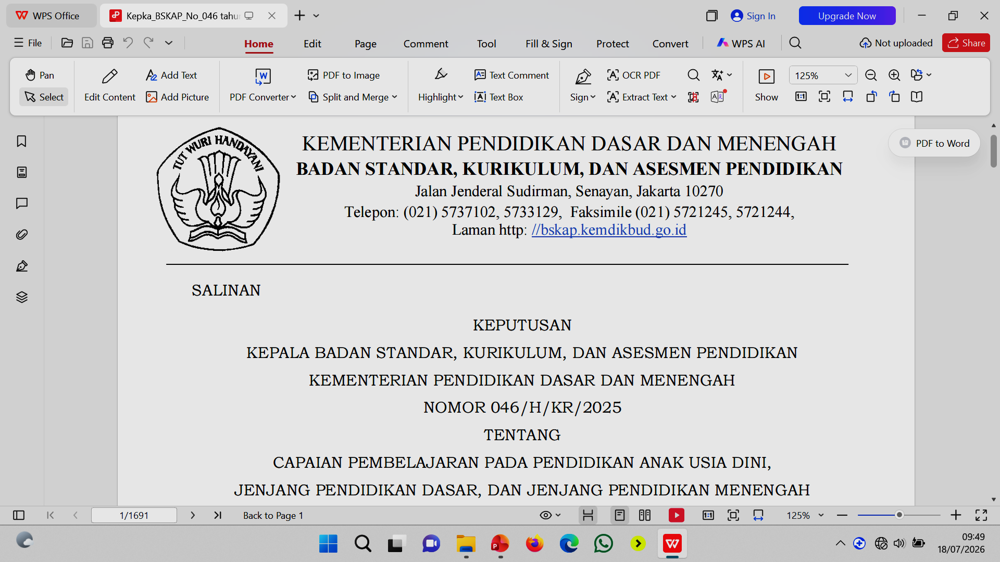 WPS Office
Kepka_BSKAP_No_046 tahu
Sign In
Upgrade Now
File
Home
Edit
Page
Comment
Tool
Fill & Sign
Protect
Convert
WPS AI
Not uploaded
Share
Pan
Select
Edit Content
Add Text
Add Picture
PDF Converter
PDF to Image
Split and Merge
Highlight
Text Comment
Text Box
Sign
OCR PDF
Extract Text
Show
125%
PDF to Word
TUT WURI HANDAYANI
KEMENTERIAN PENDIDIKAN DASAR DAN MENENGAH
BADAN STANDAR, KURIKULUM, DAN ASESMEN PENDIDIKAN
Jalan Jenderal Sudirman, Senayan, Jakarta 10270
Telepon: (021) 5737102, 5733129,  Faksimile (021) 5721245, 5721244,
Laman http: //bskap.kemdikbud.go.id
SALINAN
KEPUTUSAN
KEPALA BADAN STANDAR, KURIKULUM, DAN ASESMEN PENDIDIKAN
KEMENTERIAN PENDIDIKAN DASAR DAN MENENGAH
NOMOR 046/H/KR/2025
TENTANG
CAPAIAN PEMBELAJARAN PADA PENDIDIKAN ANAK USIA DINI,
JENJANG PENDIDIKAN DASAR, DAN JENJANG PENDIDIKAN MENENGAH
1/1691
Back to Page 1
125%
09:49
18/07/2026